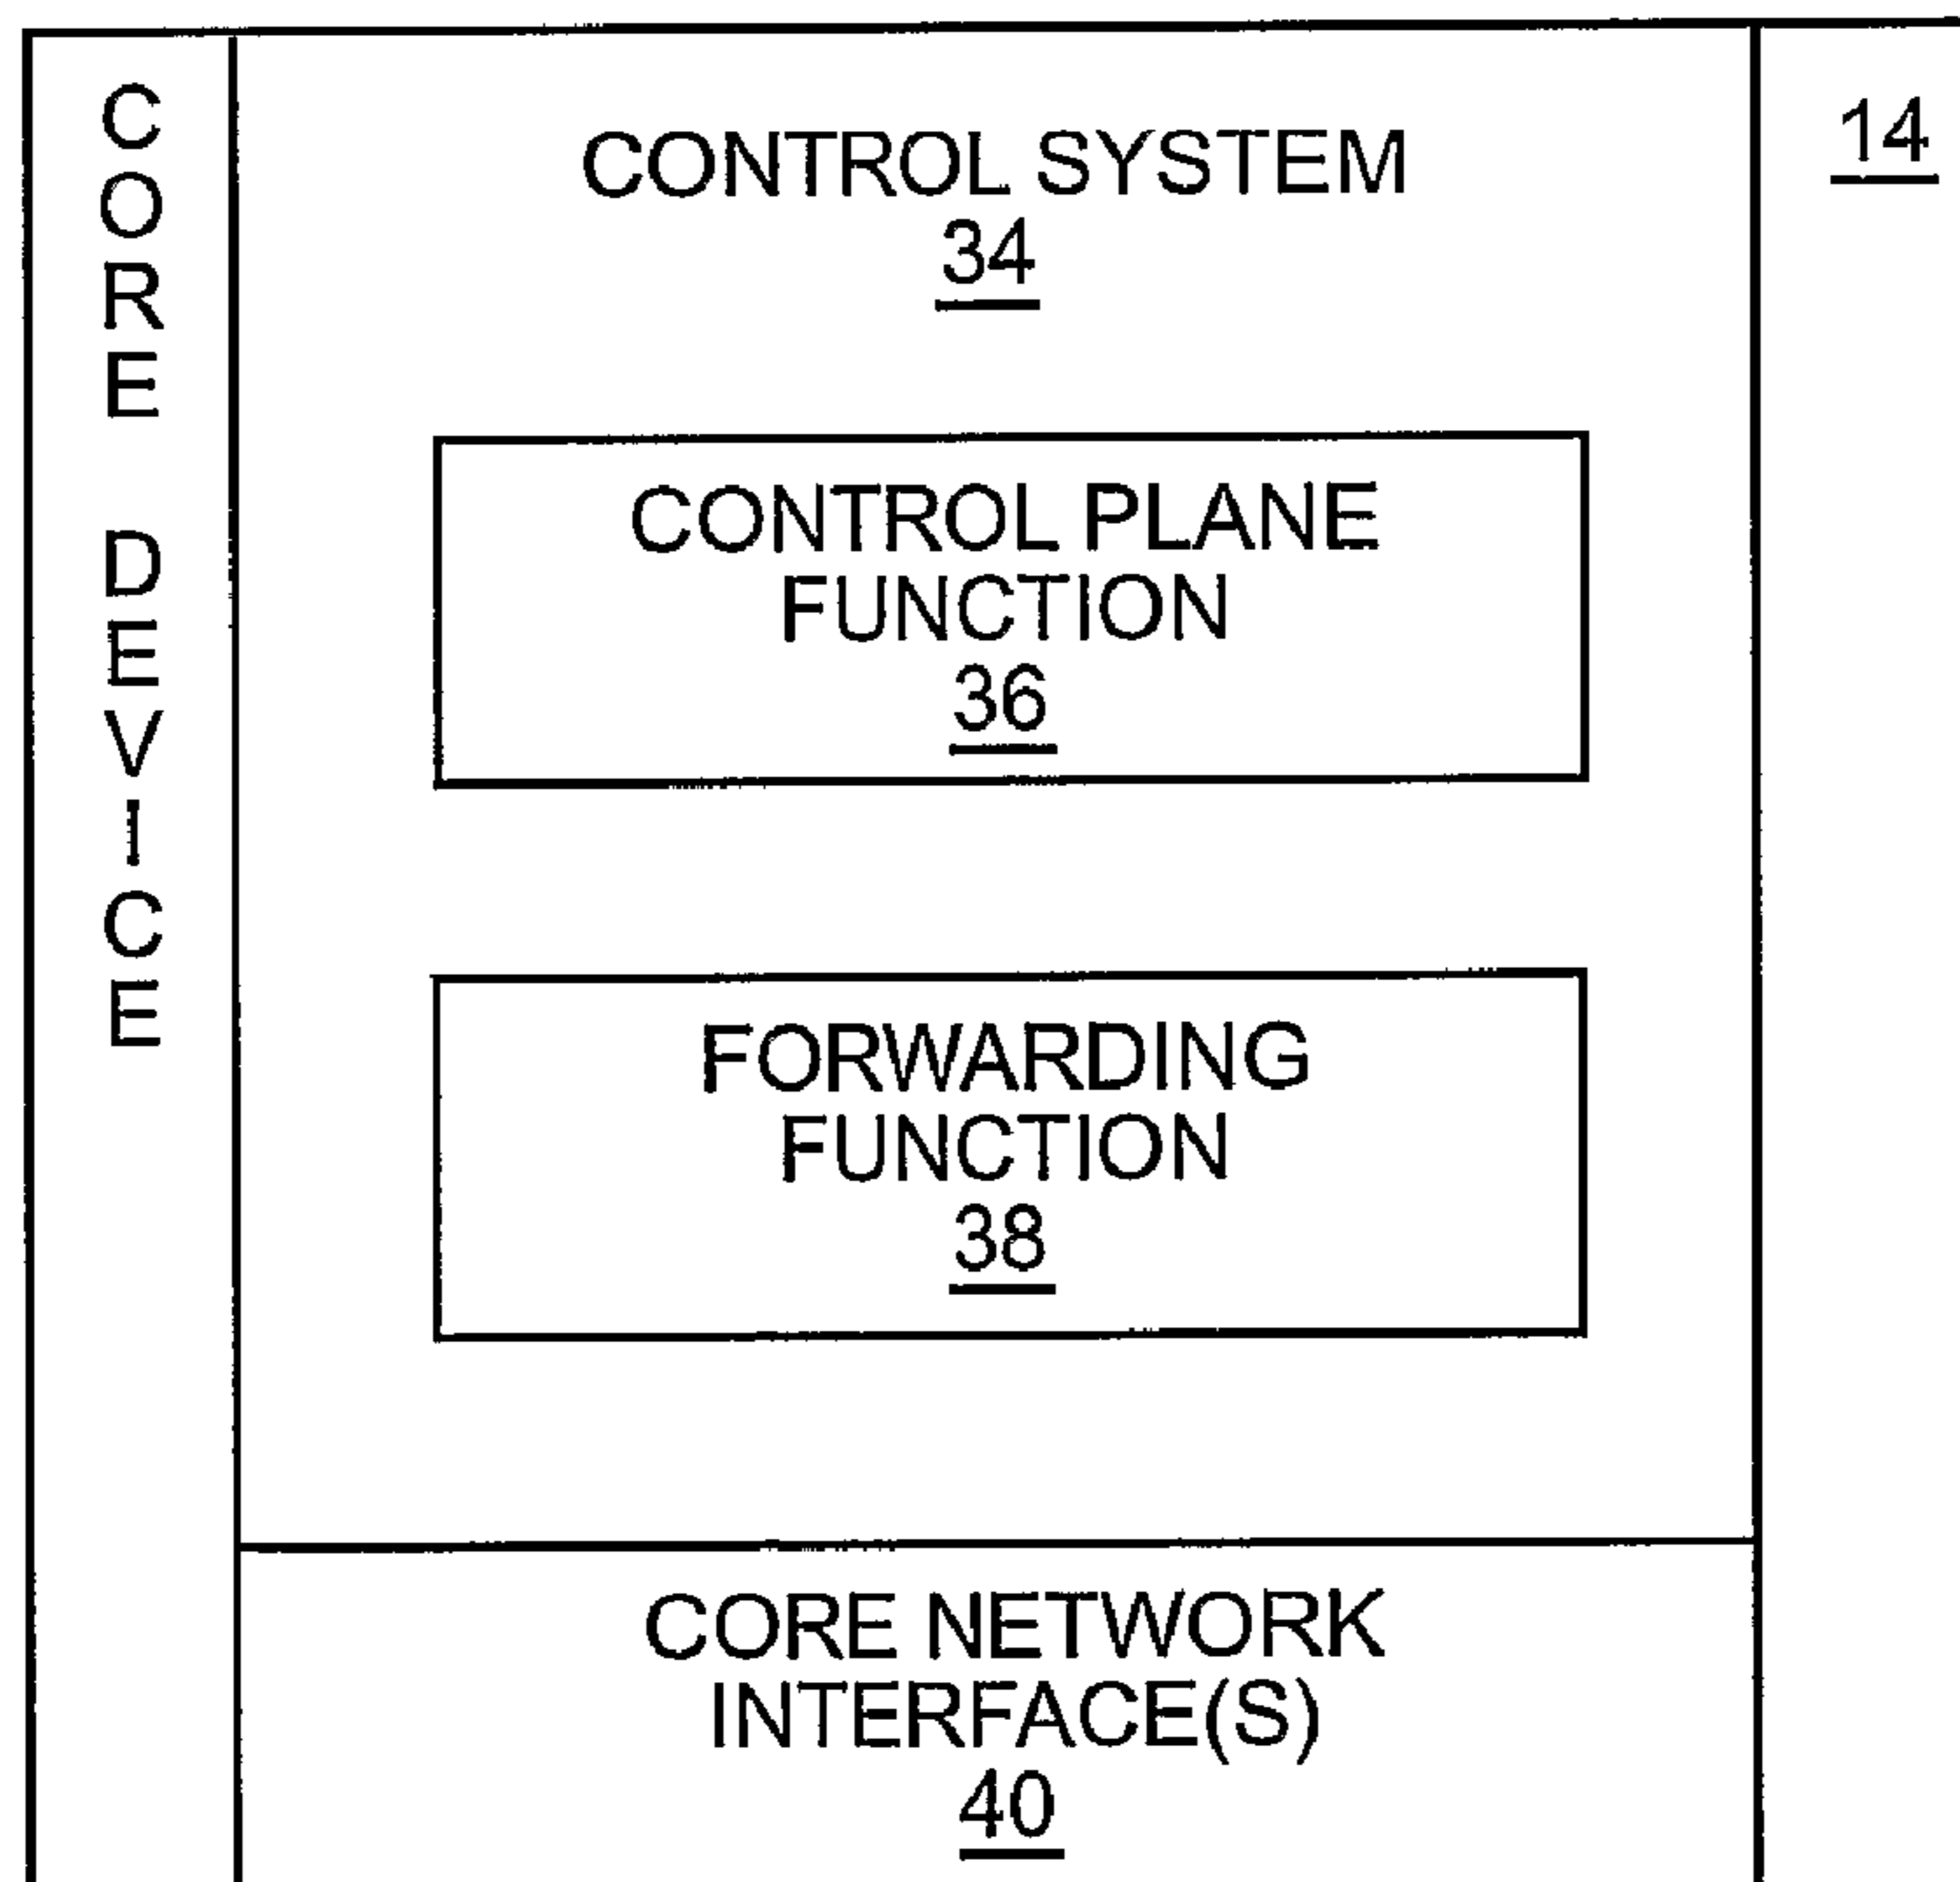 CORE DEVICE
CONTROL SYSTEM
34
14
CONTROL PLANE
FUNCTION
36
FORWARDING
FUNCTION
38
CORE NETWORK
INTERFACE(S)
40